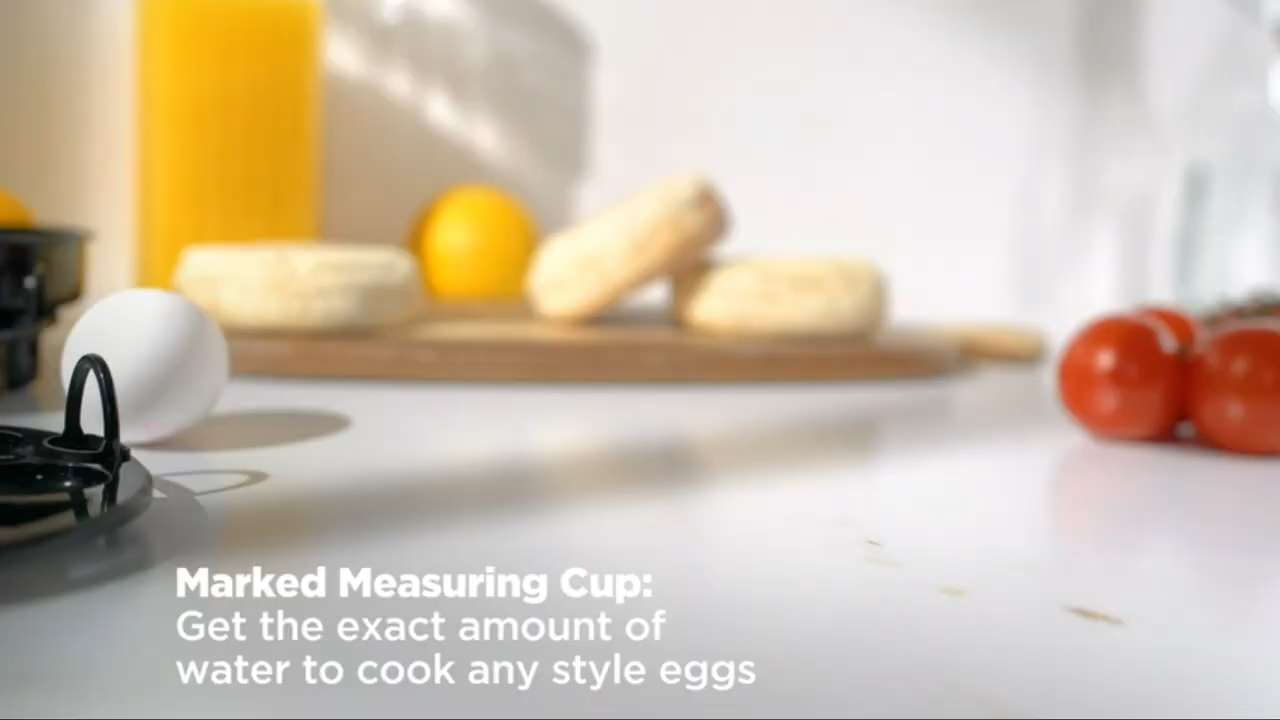 Marked Measuring Cup:
Get the exact amount of
water to cook any style eggs